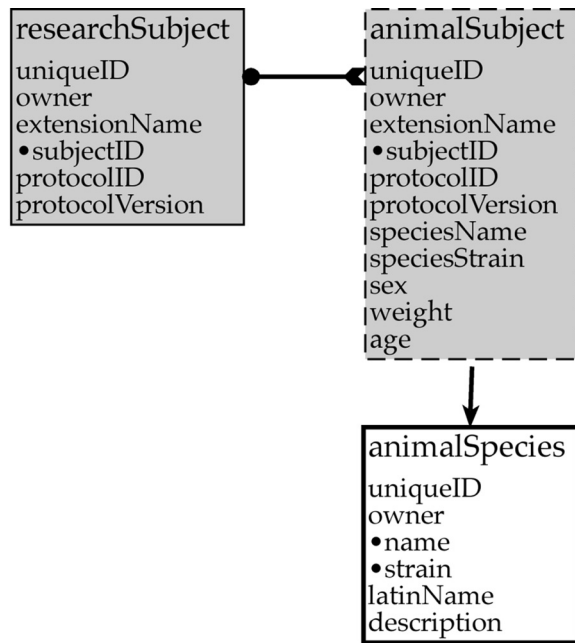 researchSubject
uniqueID
owner
extensionName
•subjectID
protocolID
protocolVersion
animalSubject
uniqueID
owner
extensionName
•subjectID
protocolID
protocolVersion
speciesName
speciesStrain
sex
weight
age
animalSpecies
uniqueID
owner
•name
•strain
latinName
description